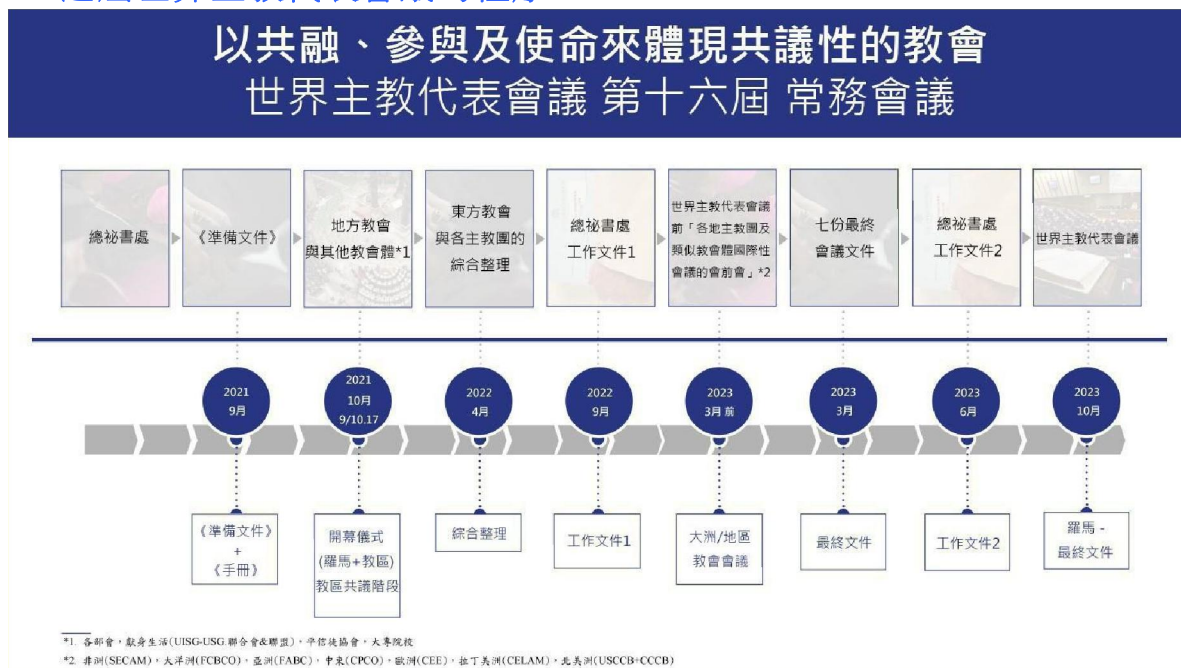 以共融、參與及使命來體現共議性的教會
世界主教代表會議 第十六屆 常務會議
總祕書處
《準備文件》
地方教會
與其他教會體*1
東方教會
與各主教團的
綜合整理
總祕書處
工作文件1
世界主教代表會議
前「各地主教團及
類似教會體國際性
會議的會前會」*2
七份最終
會議文件
總祕書處
工作文件2
世界主教代表會議
2021
9月
2021
10月
9/10.17
2022
4月
2022
9月
2023
3月 前
2023
3月
2023
6月
2023
10月
《準備文件》
+
《手冊》
開幕儀式
(羅馬+教區)
教區共議階段
綜合整理
工作文件1
大洲/地區
教會會議
最終文件
工作文件2
羅馬 -
最終文件
*1. 各部會，獻身生活(UISG-USG.聯合會&聯盟)，平信徒協會，大專院校
*2. 非洲(SECAM)，大洋洲(FCBCO)，亞洲(FABC)，中東(CPCO)，歐洲(CEE)，拉丁美洲(CELAM)，北美洲(USCCB+CCCB)